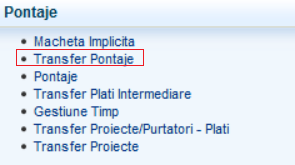 Pontaje
Macheta Implicita
Transfer Pontaje
Pontaje
Transfer Plati Intermediare
Gestiune Timp
Transfer Proiecte/Purtatori - Plati
Transfer Proiecte